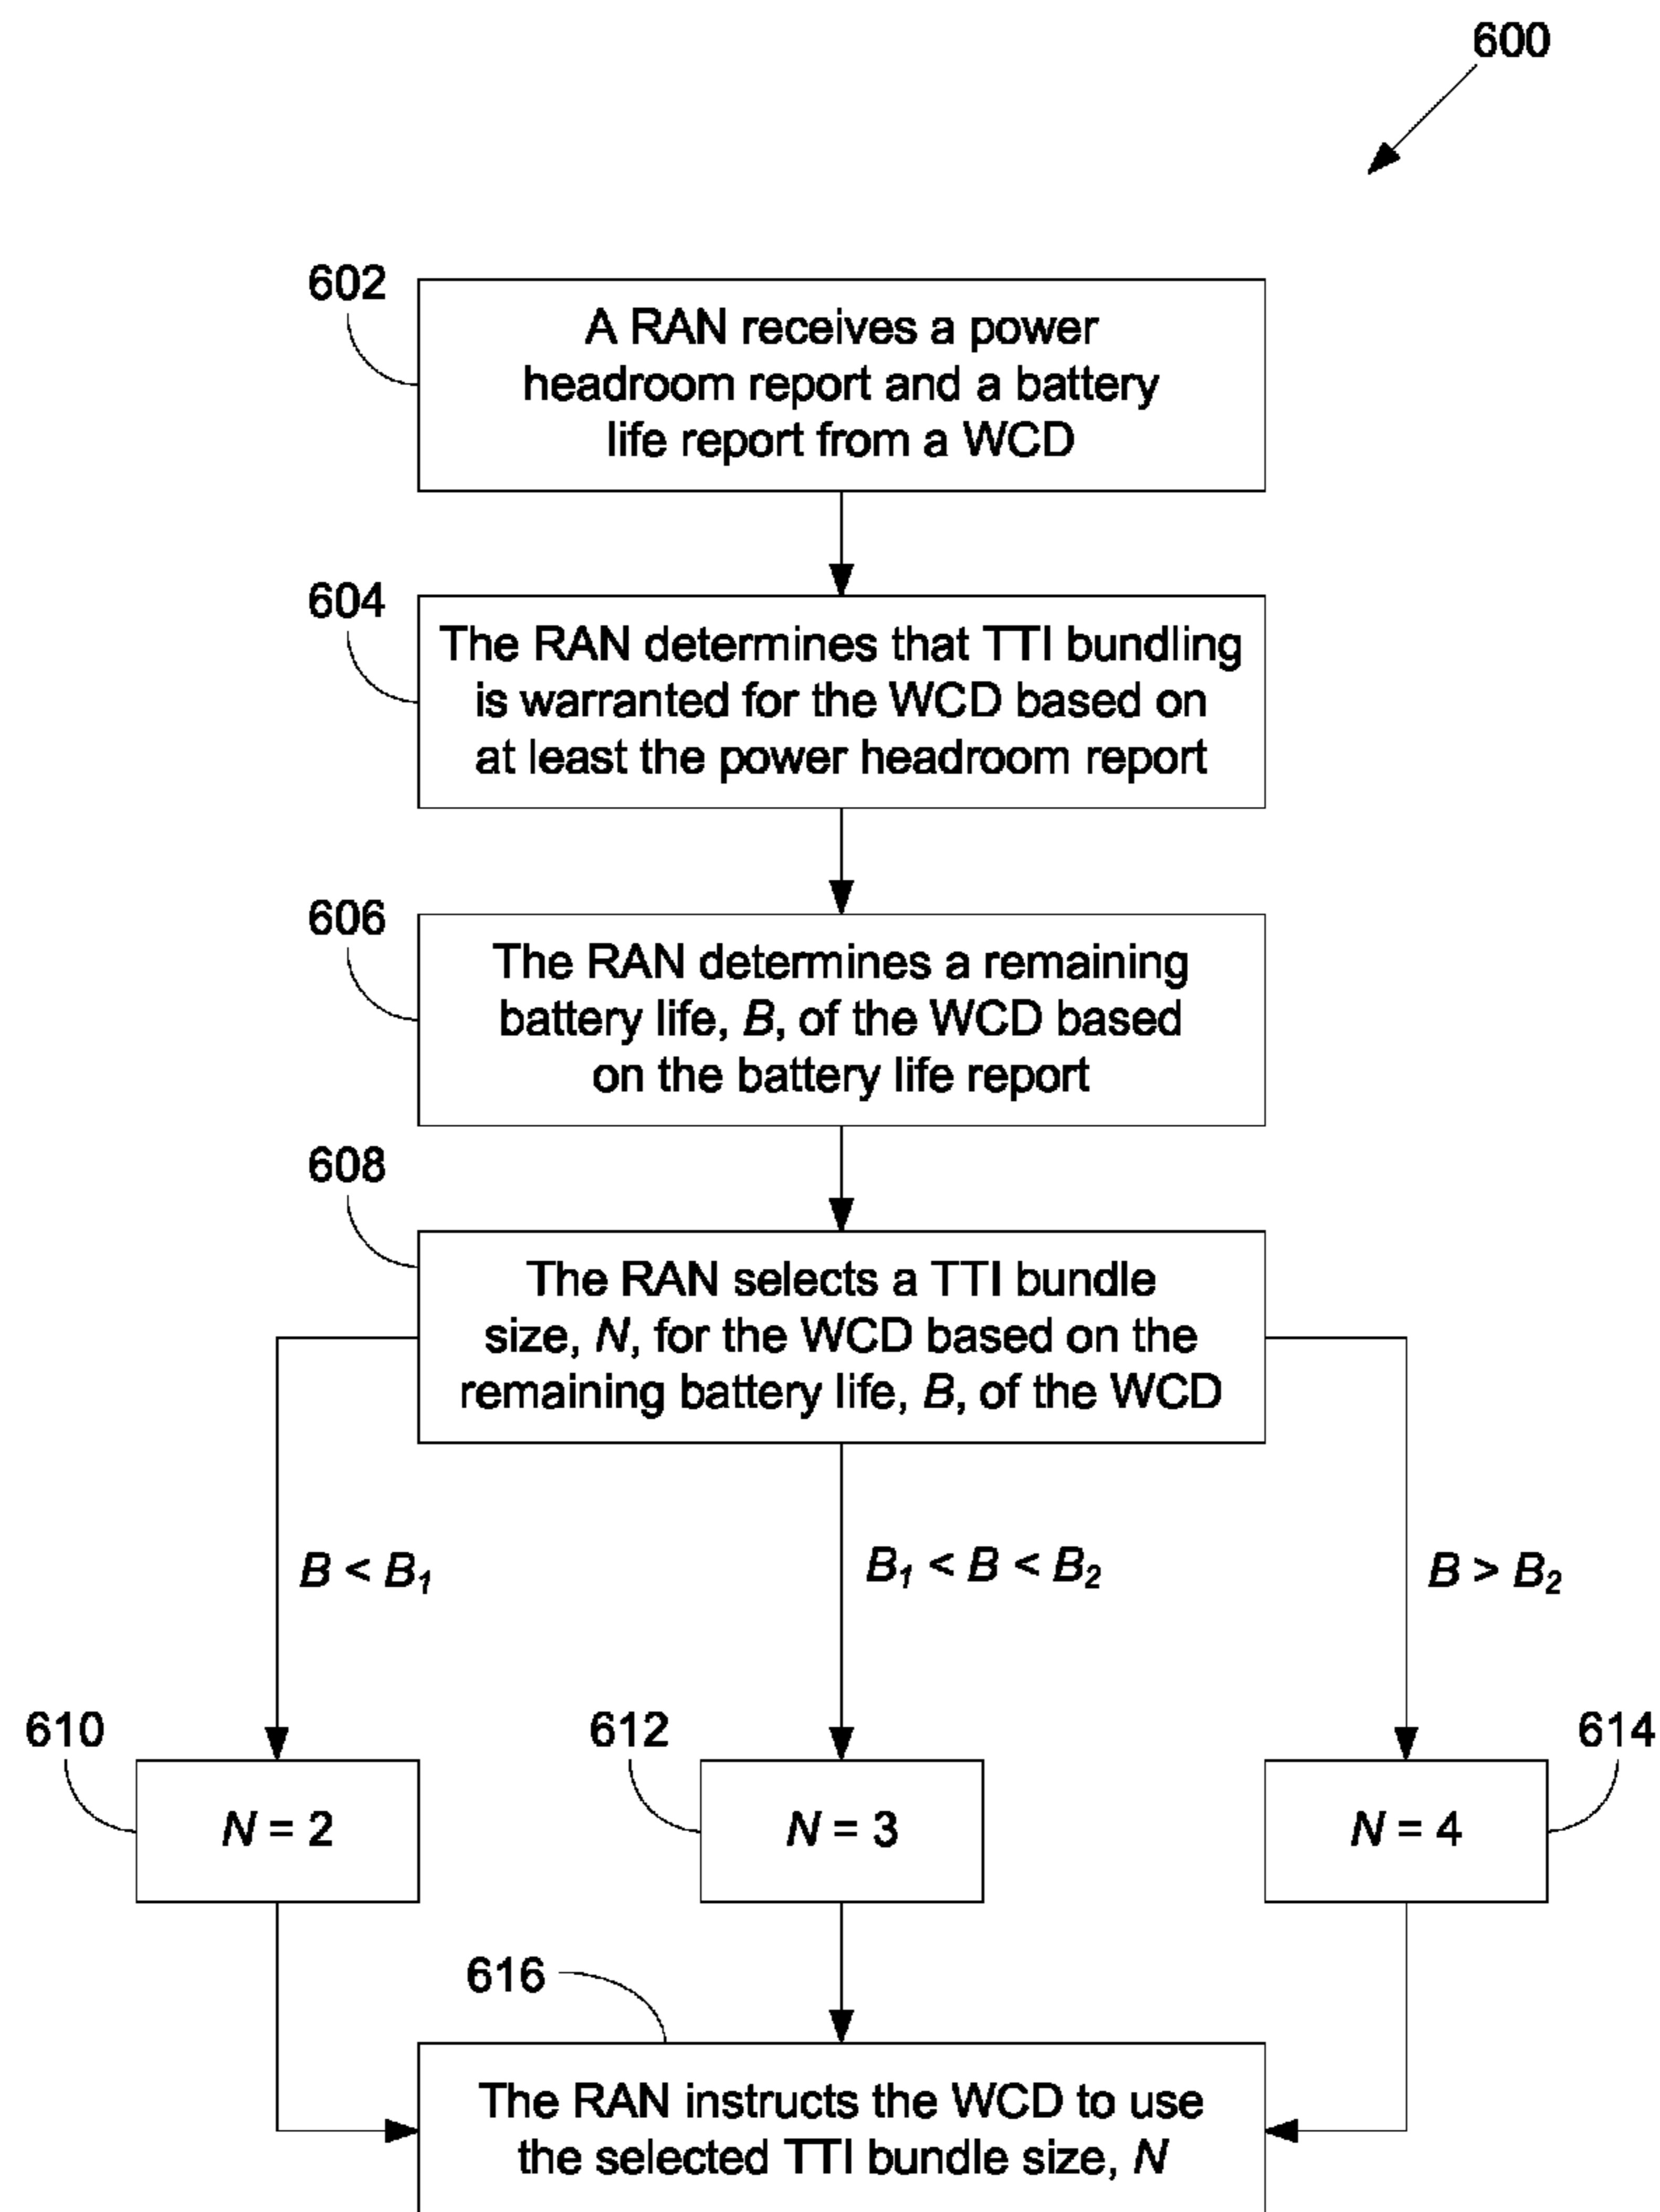 600
602
A RAN receives a power
headroom report and a battery
life report from a WCD
604
The RAN determines that TTI bundling
is warranted for the WCD based on
at least the power headroom report
606
The RAN determines a remaining
battery life, B, of the WCD based
on the battery life report
608
The RAN selects a TTI bundle
size, N, for the WCD based on the
remaining battery life, B, of the WCD
B < B₁
B₁ < B < B₂
B > B₂
610
N = 2
612
N = 3
614
N = 4
616
The RAN instructs the WCD to use
the selected TTI bundle size, N